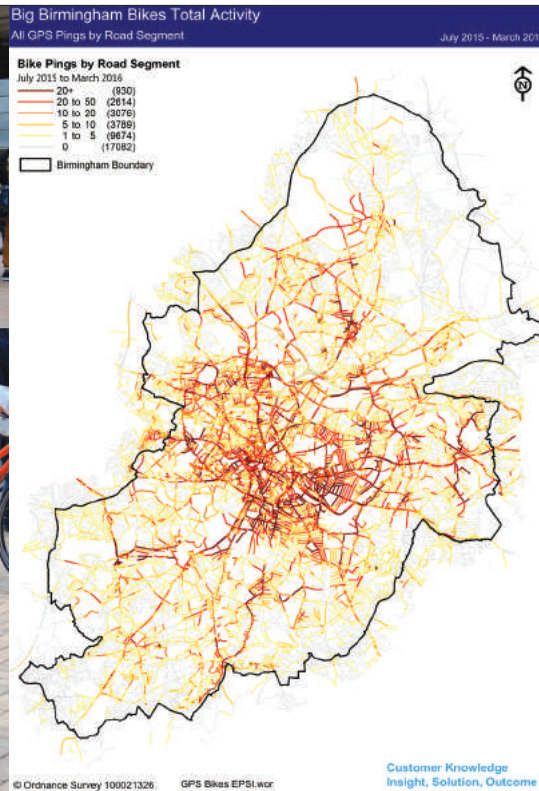 Big Birmingham Bikes Total Activity
All GPS Pings by Road Segment
July 2015 - March 201
Bike Pings by Road Segment
July 2015 to March 2016
20+ (930)
20 to 50 (2614)
10 to 20 (3076)
5 to 10 (3789)
1 to 5 (9674)
0 (17082)
Birmingham Boundary
N
Customer Knowledge
Insight, Solution, Outcome
© Ordnance Survey 100021326 GPS Bikes EPSI.wor